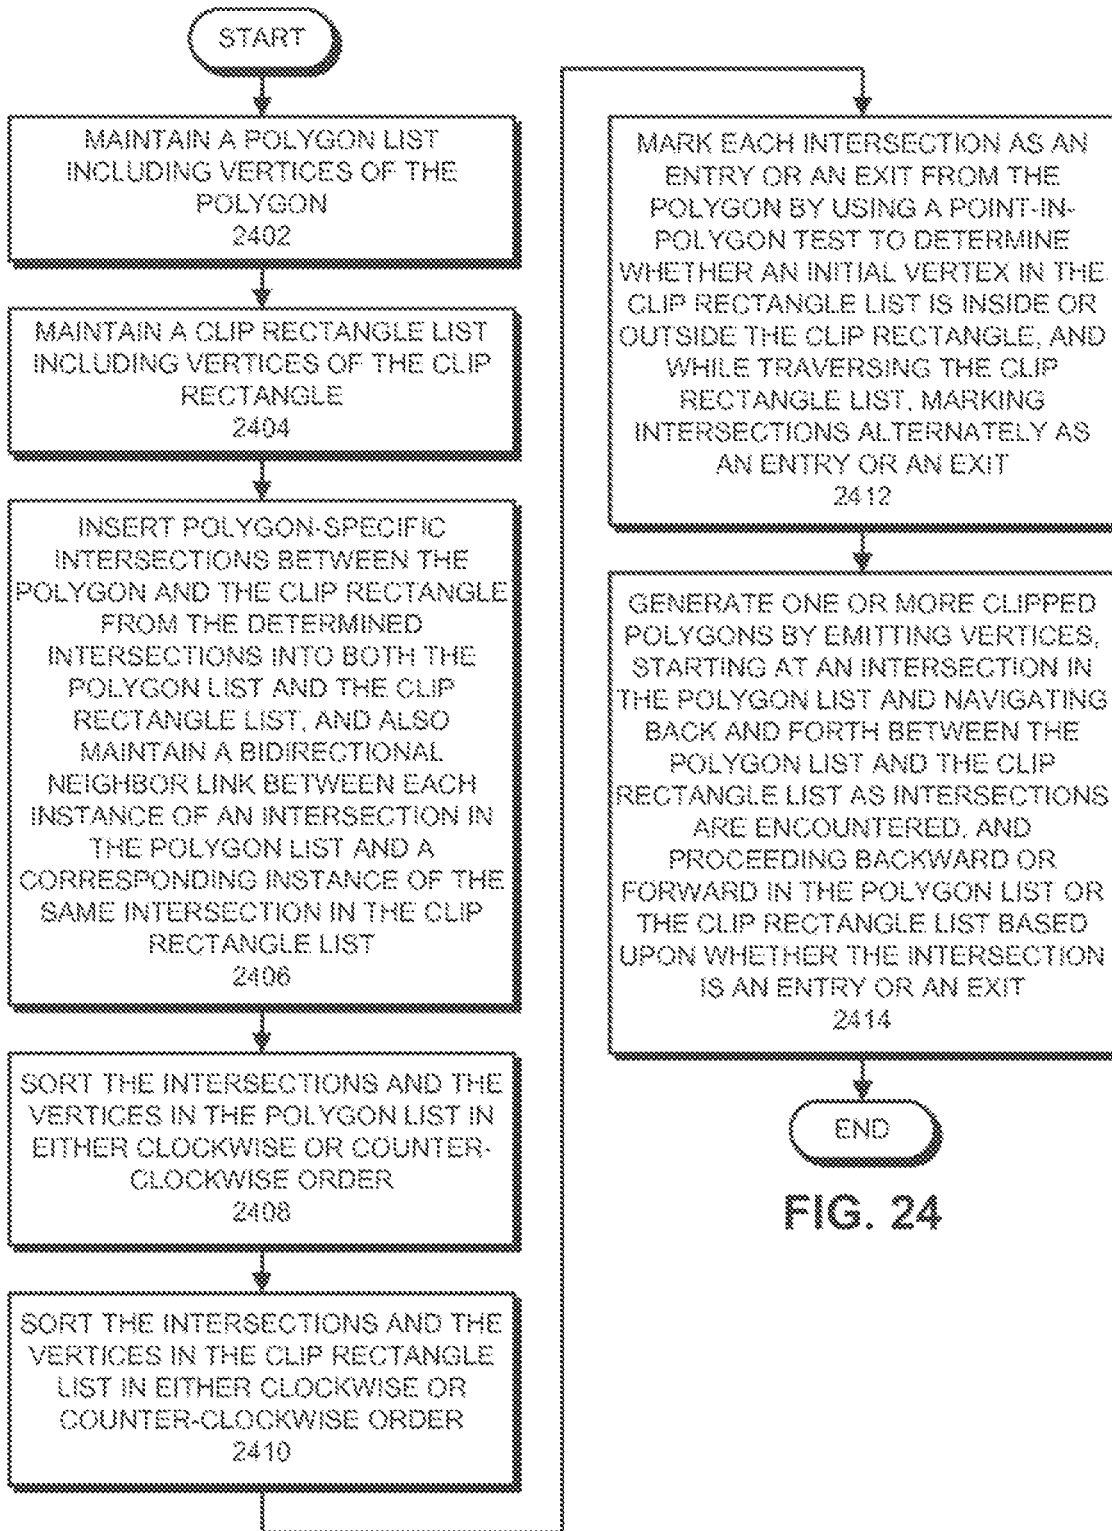 START
MAINTAIN A POLYGON LIST
INCLUDING VERTICES OF THE
POLYGON
2402
MAINTAIN A CLIP RECTANGLE LIST
INCLUDING VERTICES OF THE CLIP
RECTANGLE
2404
INSERT POLYGON-SPECIFIC
INTERSECTIONS BETWEEN THE
POLYGON AND THE CLIP RECTANGLE
FROM THE DETERMINED
INTERSECTIONS INTO BOTH THE
POLYGON LIST AND THE CLIP
RECTANGLE LIST, AND ALSO
MAINTAIN A BIDIRECTIONAL
NEIGHBOR LINK BETWEEN EACH
INSTANCE OF AN INTERSECTION IN
THE POLYGON LIST AND A
CORRESPONDING INSTANCE OF THE
SAME INTERSECTION IN THE CLIP
RECTANGLE LIST
2406
SORT THE INTERSECTIONS AND THE
VERTICES IN THE POLYGON LIST IN
EITHER CLOCKWISE OR COUNTER-
CLOCKWISE ORDER
2408
SORT THE INTERSECTIONS AND THE
VERTICES IN THE CLIP RECTANGLE
LIST IN EITHER CLOCKWISE OR
COUNTER-CLOCKWISE ORDER
2410
MARK EACH INTERSECTION AS AN
ENTRY OR AN EXIT FROM THE
POLYGON BY USING A POINT-IN-
POLYGON TEST TO DETERMINE
WHETHER AN INITIAL VERTEX IN THE
CLIP RECTANGLE LIST IS INSIDE OR
OUTSIDE THE CLIP RECTANGLE, AND
WHILE TRAVERSING THE CLIP
RECTANGLE LIST, MARKING
INTERSECTIONS ALTERNATELY AS
AN ENTRY OR AN EXIT
2412
GENERATE ONE OR MORE CLIPPED
POLYGONS BY EMITTING VERTICES,
STARTING AT AN INTERSECTION IN
THE POLYGON LIST AND NAVIGATING
BACK AND FORTH BETWEEN THE
POLYGON LIST AND THE CLIP
RECTANGLE LIST AS INTERSECTIONS
ARE ENCOUNTERED, AND
PROCEEDING BACKWARD OR
FORWARD IN THE POLYGON LIST OR
THE CLIP RECTANGLE LIST BASED
UPON WHETHER THE INTERSECTION
IS AN ENTRY OR AN EXIT
2414
END
FIG. 24